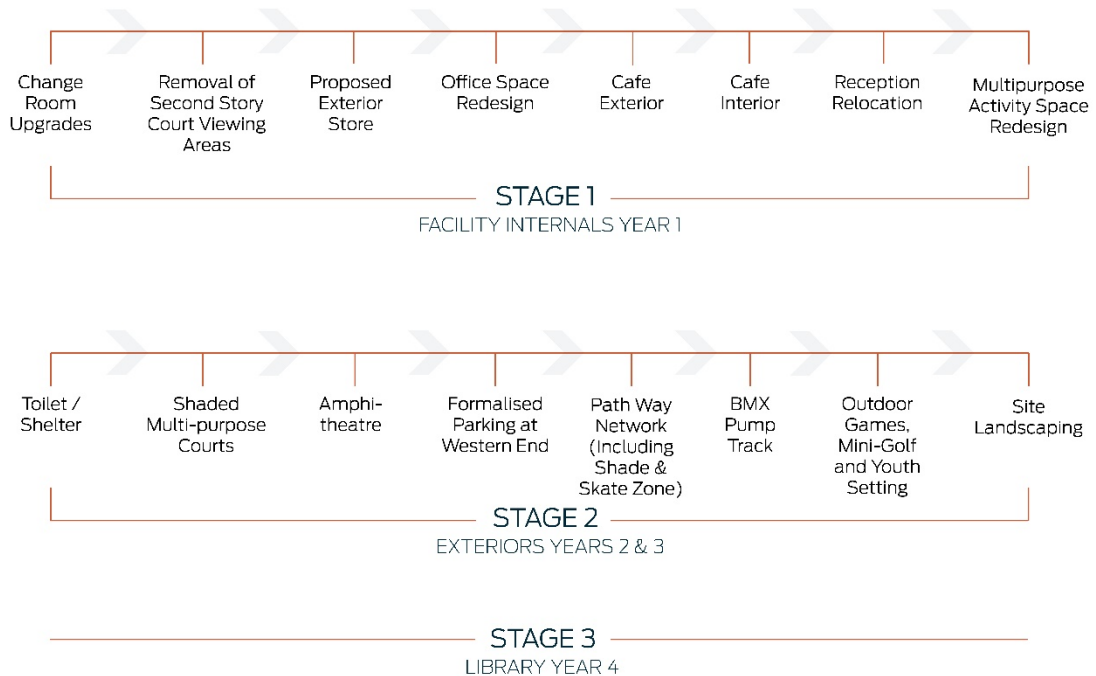 Change
Room
Upgrades
Removal of
Second Story
Court Viewing
Areas
Proposed
Exterior
Store
Office Space
Redesign
Cafe
Exterior
Cafe
Interior
Reception
Relocation
Multipurpose
Activity Space
Redesign
STAGE 1
FACILITY INTERNALS YEAR 1
Toilet /
Shelter
Shaded
Multi-purpose
Courts
Amphi-
theatre
Formalised
Parking at
Western End
Path Way
Network
(Including
Shade &
Skate Zone)
BMX
Pump
Track
Outdoor
Games,
Mini-Golf
and Youth
Setting
Site
Landscaping
STAGE 2
EXTERIORS YEARS 2 & 3
STAGE 3
LIBRARY YEAR 4